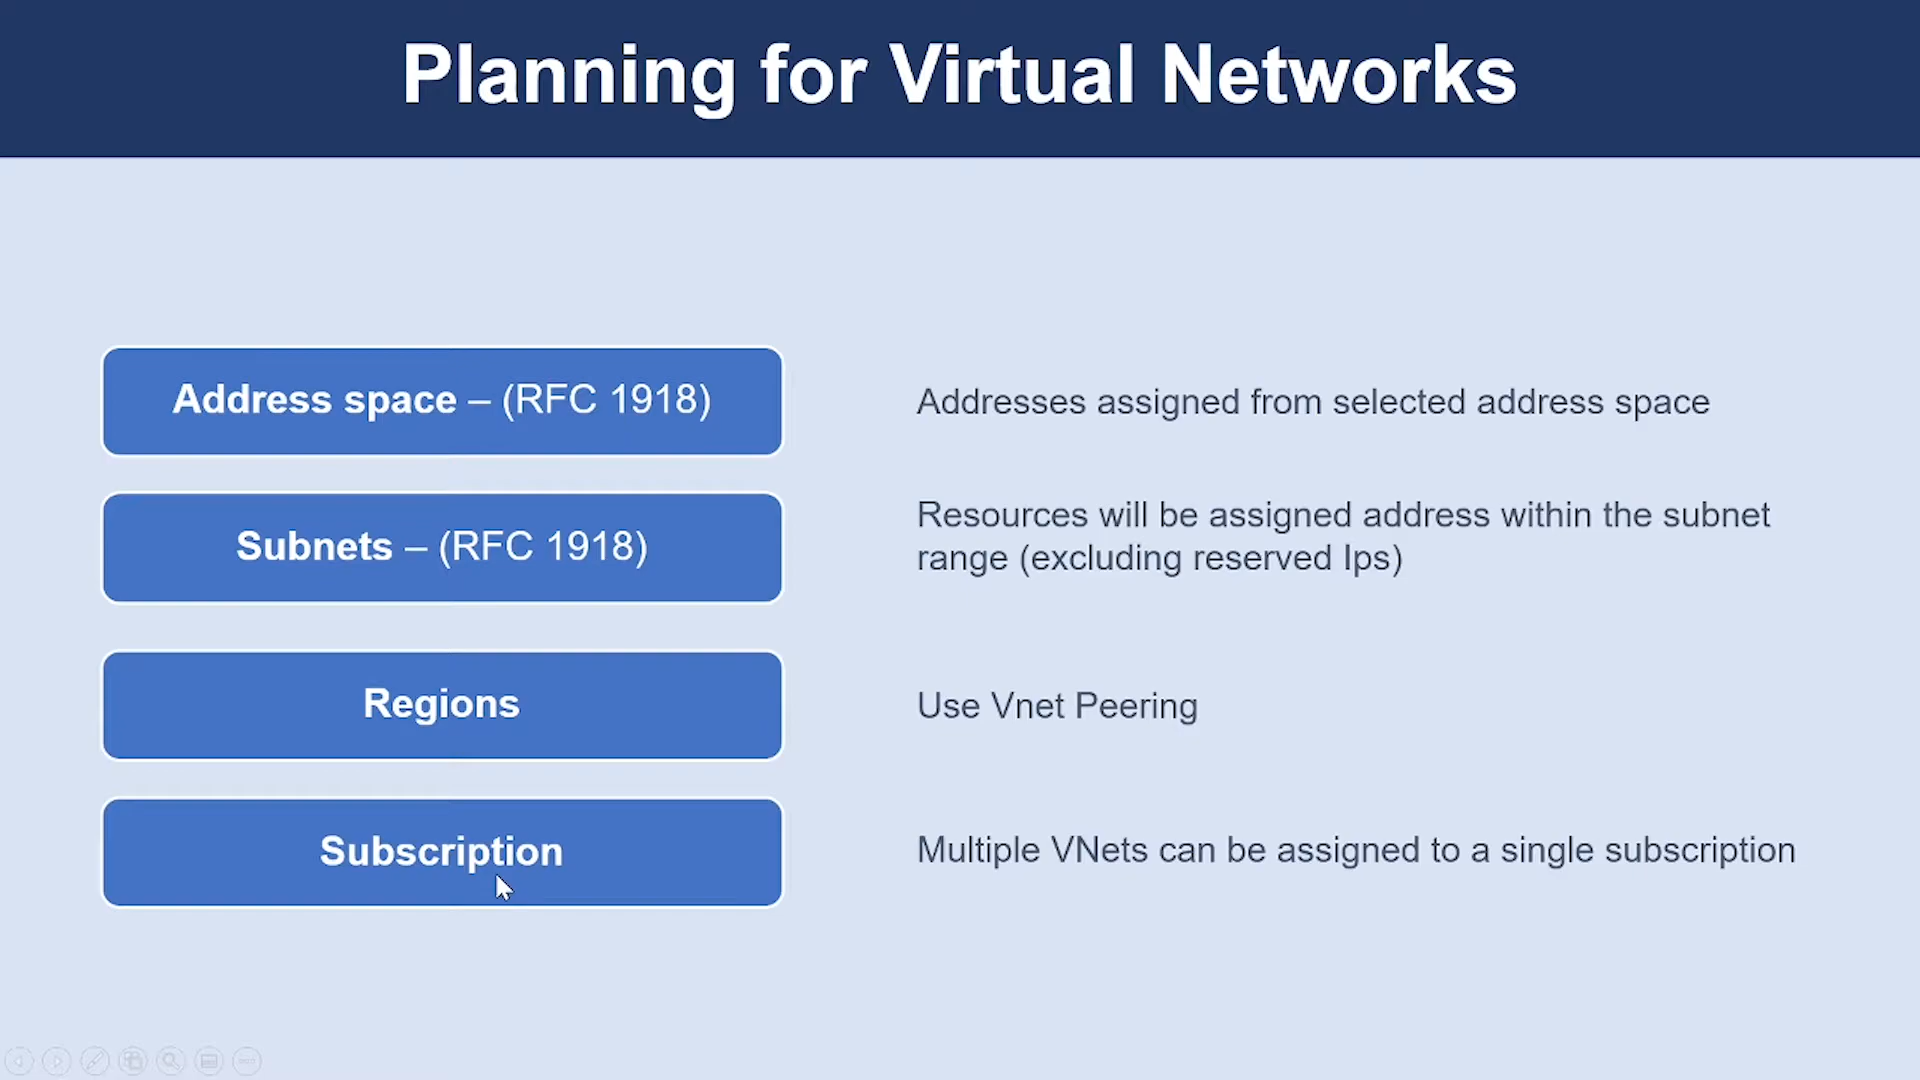 Planning for Virtual Networks
Address space – (RFC 1918)
Addresses assigned from selected address space
Subnets – (RFC 1918)
Resources will be assigned address within the subnet
range (excluding reserved Ips)
Regions
Use Vnet Peering
Subscription
Multiple VNets can be assigned to a single subscription